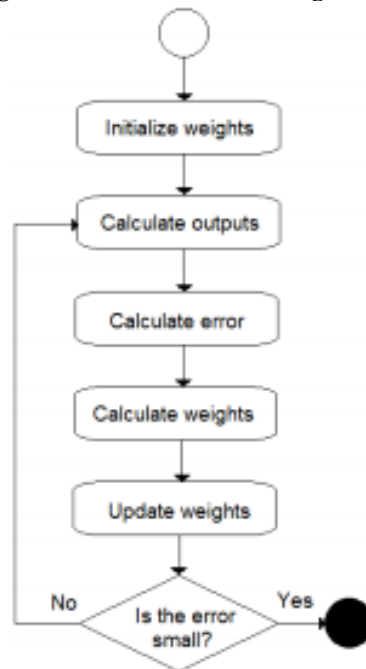 Initialize weights
Calculate outputs
Calculate error
Calculate weights
Update weights
No
Is the error
small?
Yes